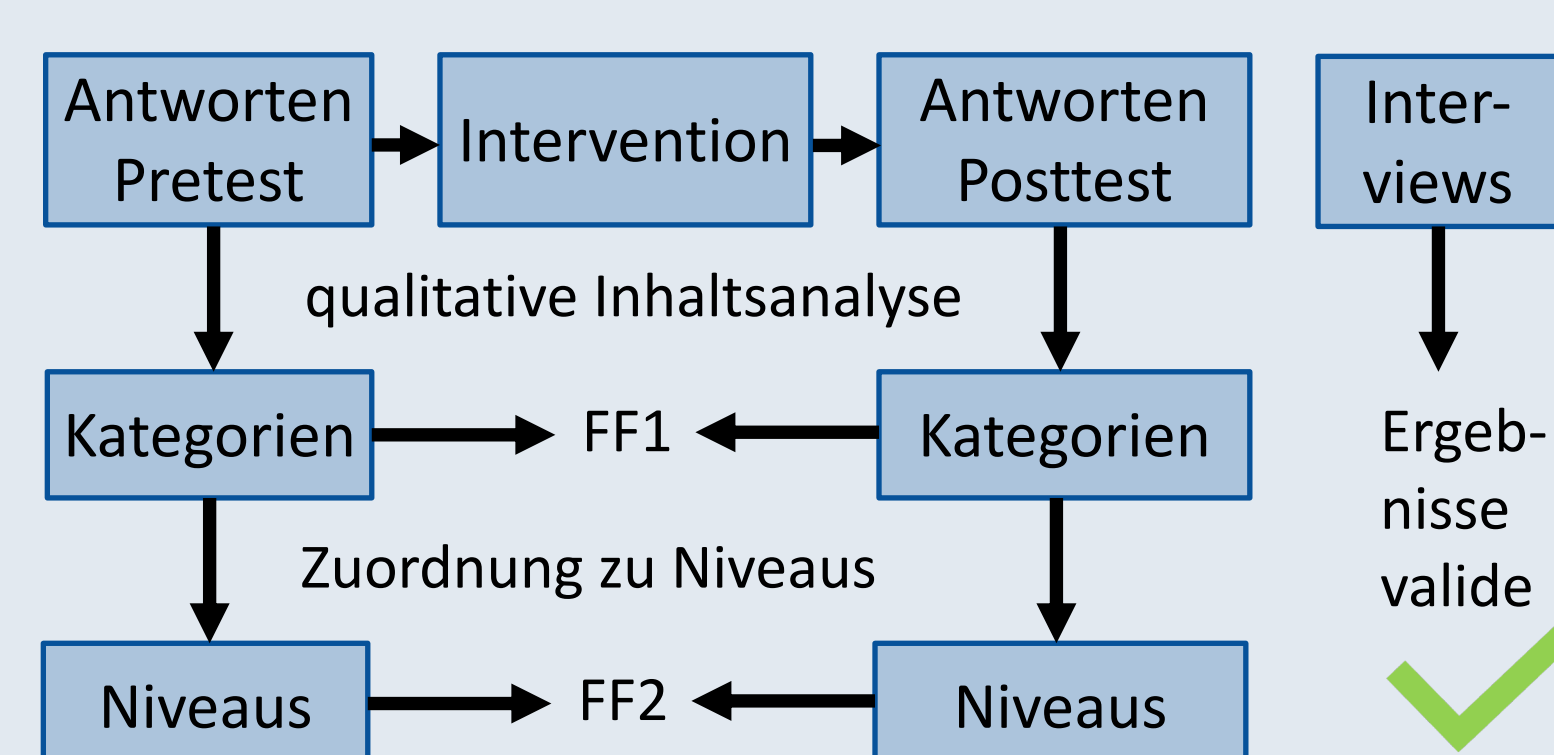 Antworten
Pretest
Intervention
Antworten
Posttest
Inter-
views
qualitative Inhaltsanalyse
Kategorien
FF1
Kategorien
Ergeb-
nisse
valide
Zuordnung zu Niveaus
Niveaus
FF2
Niveaus